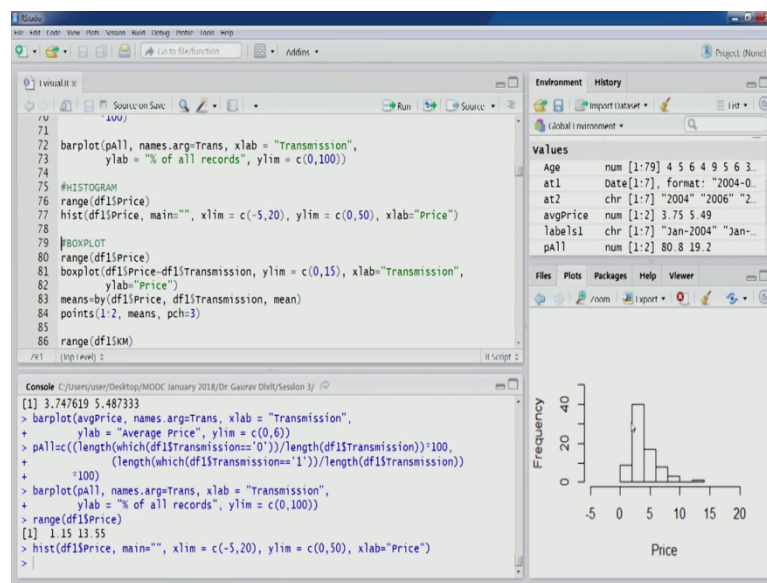 RStudio
File Edit Code View Plots Session Build Debug Profile Tools Help
Go to file/function
Addins
Project: (None)
1 visual.R
Source on Save
Run
Source
70 *100)
71
72 barplot(pAll, names.arg=Trans, xlab = "Transmission",
73 ylab = "% of all records", ylim = c(0,100))
74
75 #HISTOGRAM
76 range(df1$Price)
77 hist(df1$Price, main="", xlim = c(-5,20), ylim = c(0,50), xlab="Price")
78
79 #BOXPLOT
80 range(df1$Price)
81 boxplot(df1$Price~df1$Transmission, ylim = c(0,15), xlab="Transmission",
82 ylab="Price")
83 means=by(df1$Price, df1$Transmission, mean)
84 points(1:2, means, pch=3)
85
86 range(df1$KM)
79:1 (Top Level) R Script
Console C:/Users/user/Desktop/MOOC January 2018/Dr. Gaurav Dixit/Session 3/
[1] 3.747619 5.487333
> barplot(avgPrice, names.arg=Trans, xlab = "Transmission",
+ ylab = "Average Price", ylim = c(0,6))
> pAll=c((length(which(df1$Transmission=='0'))/length(df1$Transmission))*100,
+ (length(which(df1$Transmission=='1'))/length(df1$Transmission))
+ *100)
> barplot(pAll, names.arg=Trans, xlab = "Transmission",
+ ylab = "% of all records", ylim = c(0,100))
> range(df1$Price)
[1] 1.15 13.55
> hist(df1$Price, main="", xlim = c(-5,20), ylim = c(0,50), xlab="Price")
>
Environment History
Import Dataset
List
Global Environment
Values
Age num [1:79] 4 5 6 4 9 5 6 3…
at1 Date[1:7], format: "2004-0…
at2 chr [1:7] "2004" "2006" "2…
avgPrice num [1:2] 3.75 5.49
labels1 chr [1:7] "Jan-2004" "Jan-…
pAll num [1:2] 80.8 19.2
Files Plots Packages Help Viewer
Zoom Export
Frequency
40
20
0
-5 0 5 10 15 20
Price